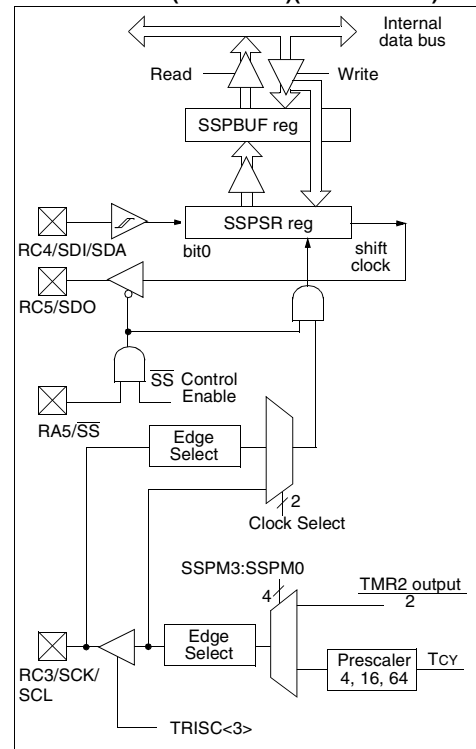 Internal
data bus
Read
Write
SSPBUF reg
SSPSR reg
RC4/SDI/SDA
bit0
shift
clock
RC5/SDO
SS Control
Enable
RA5/SS
Edge
Select
2
Clock Select
SSPM3:SSPM0
4
TMR2 output
2
Edge
Select
Prescaler
4, 16, 64
TCY
RC3/SCK/
SCL
TRISC<3>